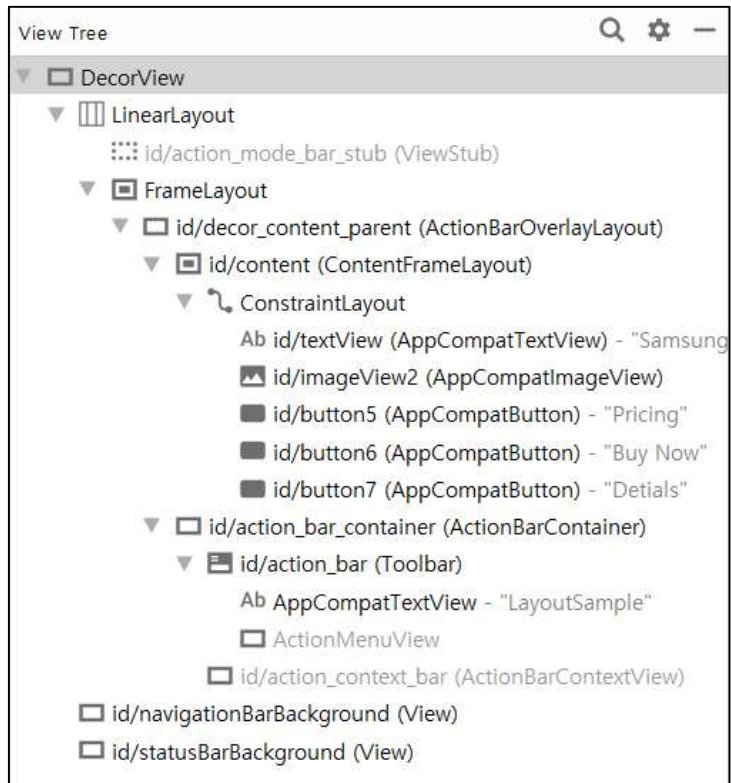 View Tree
DecorView
LinearLayout
id/action_mode_bar_stub (ViewStub)
FrameLayout
id/decor_content_parent (ActionBarOverlayLayout)
id/content (ContentFrameLayout)
ConstraintLayout
Ab id/textView (AppCompatTextView) - "Samsung
id/imageView2 (AppCompatImageView)
id/button5 (AppCompatButton) - "Pricing"
id/button6 (AppCompatButton) - "Buy Now"
id/button7 (AppCompatButton) - "Detials"
id/action_bar_container (ActionBarContainer)
id/action_bar (Toolbar)
Ab AppCompatTextView - "LayoutSample"
ActionMenuView
id/action_context_bar (ActionBarContextView)
id/navigationBarBackground (View)
id/statusBarBackground (View)